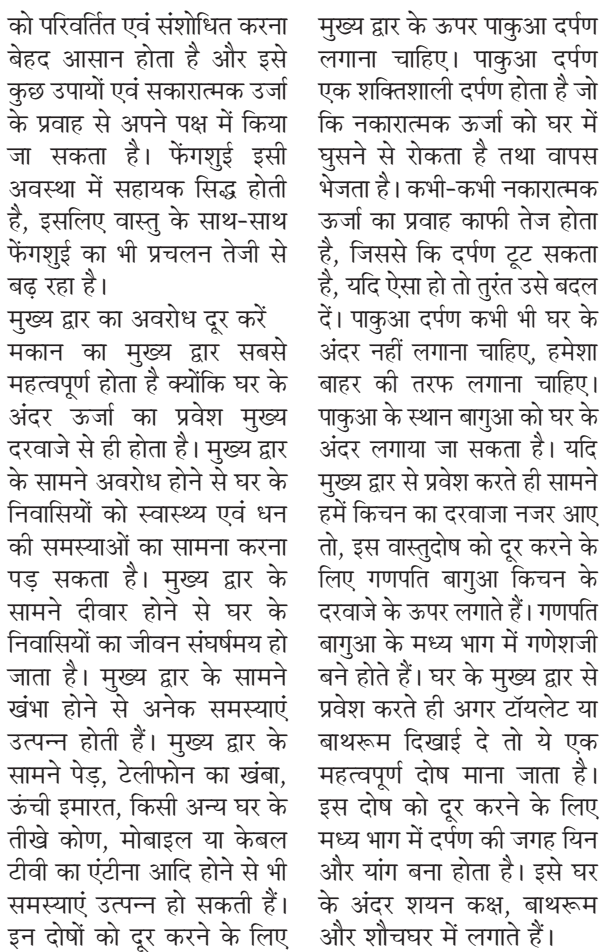 को परिवर्तित एवं संशोधित करना
बेहद आसान होता है और इसे
कुछ उपायों एवं सकारात्मक उर्जा
के प्रवाह से अपने पक्ष में किया
जा सकता है। फेंगशुई इसी
अवस्था में सहायक सिद्ध होती
है, इसलिए वास्तु के साथ-साथ
फेंगशुई का भी प्रचलन तेजी से
बढ़ रहा है।
मुख्य द्वार का अवरोध दूर करें
मकान का मुख्य द्वार सबसे
महत्वपूर्ण होता है क्योंकि घर के
अंदर ऊर्जा का प्रवेश मुख्य
दरवाजे से ही होता है। मुख्य द्वार
के सामने अवरोध होने से घर के
निवासियों को स्वास्थ्य एवं धन
की समस्याओं का सामना करना
पड़ सकता है। मुख्य द्वार के
सामने दीवार होने से घर के
निवासियों का जीवन संघर्षमय हो
जाता है। मुख्य द्वार के सामने
खंभा होने से अनेक समस्याएं
उत्पन्न होती हैं। मुख्य द्वार के
सामने पेड़, टेलीफोन का खंबा,
ऊंची इमारत, किसी अन्य घर के
तीखे कोण, मोबाइल या केबल
टीवी का एंटीना आदि होने से भी
समस्याएं उत्पन्न हो सकती हैं।
इन दोषों को दूर करने के लिए
मुख्य द्वार के ऊपर पाकुआ दर्पण
लगाना चाहिए। पाकुआ दर्पण
एक शक्तिशाली दर्पण होता है जो
कि नकारात्मक ऊर्जा को घर में
घुसने से रोकता है तथा वापस
भेजता है। कभी-कभी नकारात्मक
ऊर्जा का प्रवाह काफी तेज होता
है, जिससे कि दर्पण टूट सकता
है, यदि ऐसा हो तो तुरंत उसे बदल
दें। पाकुआ दर्पण कभी भी घर के
अंदर नहीं लगाना चाहिए, हमेशा
बाहर की तरफ लगाना चाहिए।
पाकुआ के स्थान बागुआ को घर के
अंदर लगाया जा सकता है। यदि
मुख्य द्वार से प्रवेश करते ही सामने
हमें किचन का दरवाजा नजर आए
तो, इस वास्तुदोष को दूर करने के
लिए गणपति बागुआ किचन के
दरवाजे के ऊपर लगाते हैं। गणपति
बागुआ के मध्य भाग में गणेशजी
बने होते हैं। घर के मुख्य द्वार से
प्रवेश करते ही अगर टॉयलेट या
बाथरूम दिखाई दे तो ये एक
महत्वपूर्ण दोष माना जाता है।
इस दोष को दूर करने के लिए
मध्य भाग में दर्पण की जगह यिन
और यांग बना होता है। इसे घर
के अंदर शयन कक्ष, बाथरूम
और शौचघर में लगाते हैं।